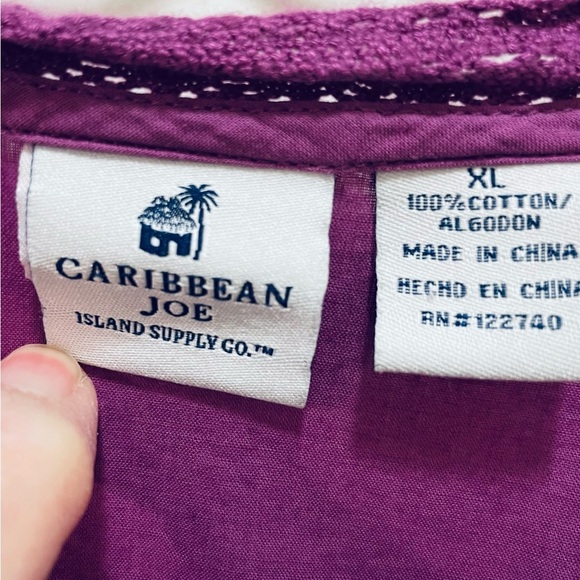 CARIBBEAN
JOE
ISLAND SUPPLY CO.™
XL
100% COTTON/
ALGODON
MADE IN CHINA
HECHO EN CHINA
RN#122740